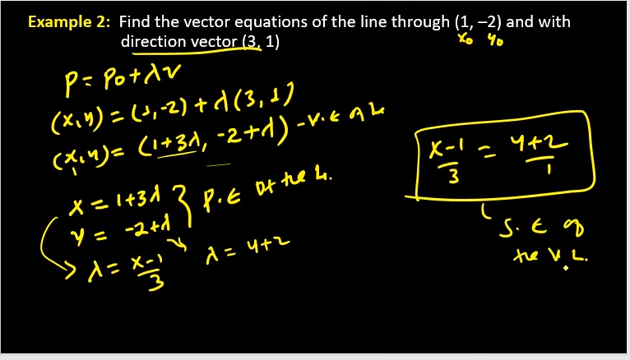 Example 2: Find the vector equations of the line through (1, –2) and with
direction vector (3, 1)
x₀ y₀
P = P₀ + λv
(x,y) = (1,-2) + λ(3,1)
(x,y) = (1+3λ, -2+λ) - V.E of L
x = 1+3λ
y = -2+λ
} P.E of the L.
λ = x-1/3
λ = y+2
x-1/3 = y+2/1
S. E of
the V.L.